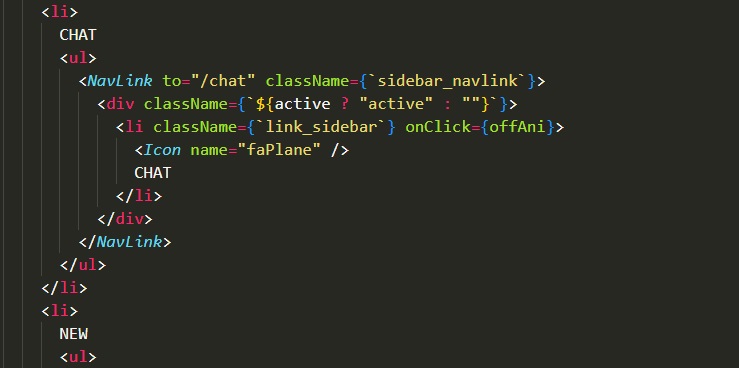 <li>
CHAT
<ul>
<NavLink to="/chat" className={`sidebar_navlink`}>
<div className={`${active ? "active" : ""}`}>
<li className={`link_sidebar`} onClick={offAni}>
<Icon name="faPlane" />
CHAT
</li>
</div>
</NavLink>
</ul>
</li>
<li>
NEW
<ul>